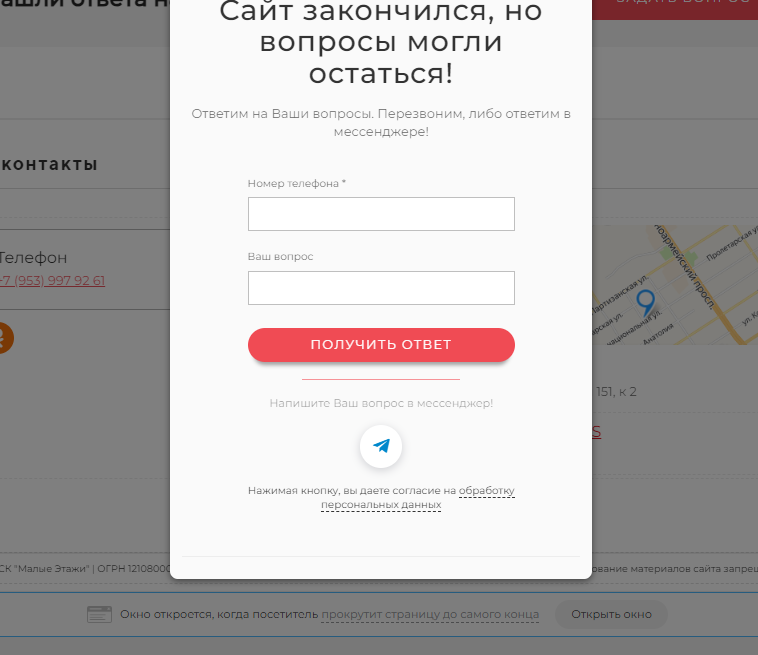 ашли ответа на
ЗАДАТЬ ВОПРОС
Сайт закончился, но
вопросы могли
остаться!
Ответим на Ваши вопросы. Перезвоним, либо ответим в
мессенджере!
контакты
Номер телефона *
Телефон
+7 (953) 997 92 61
Ваш вопрос
ПОЛУЧИТЬ ОТВЕТ
Напишите Ваш вопрос в мессенджер!
Нажимая кнопку, вы даете согласие на обработку
персональных данных
Пролетарская ул.
партизанская ул.
Анатолия
151, к 2
S
СК "Малые Этажи" | ОГРН 12108000
ование материалов сайта запрещ
Окно откроется, когда посетитель прокрутит страницу до самого конца
Открыть окно